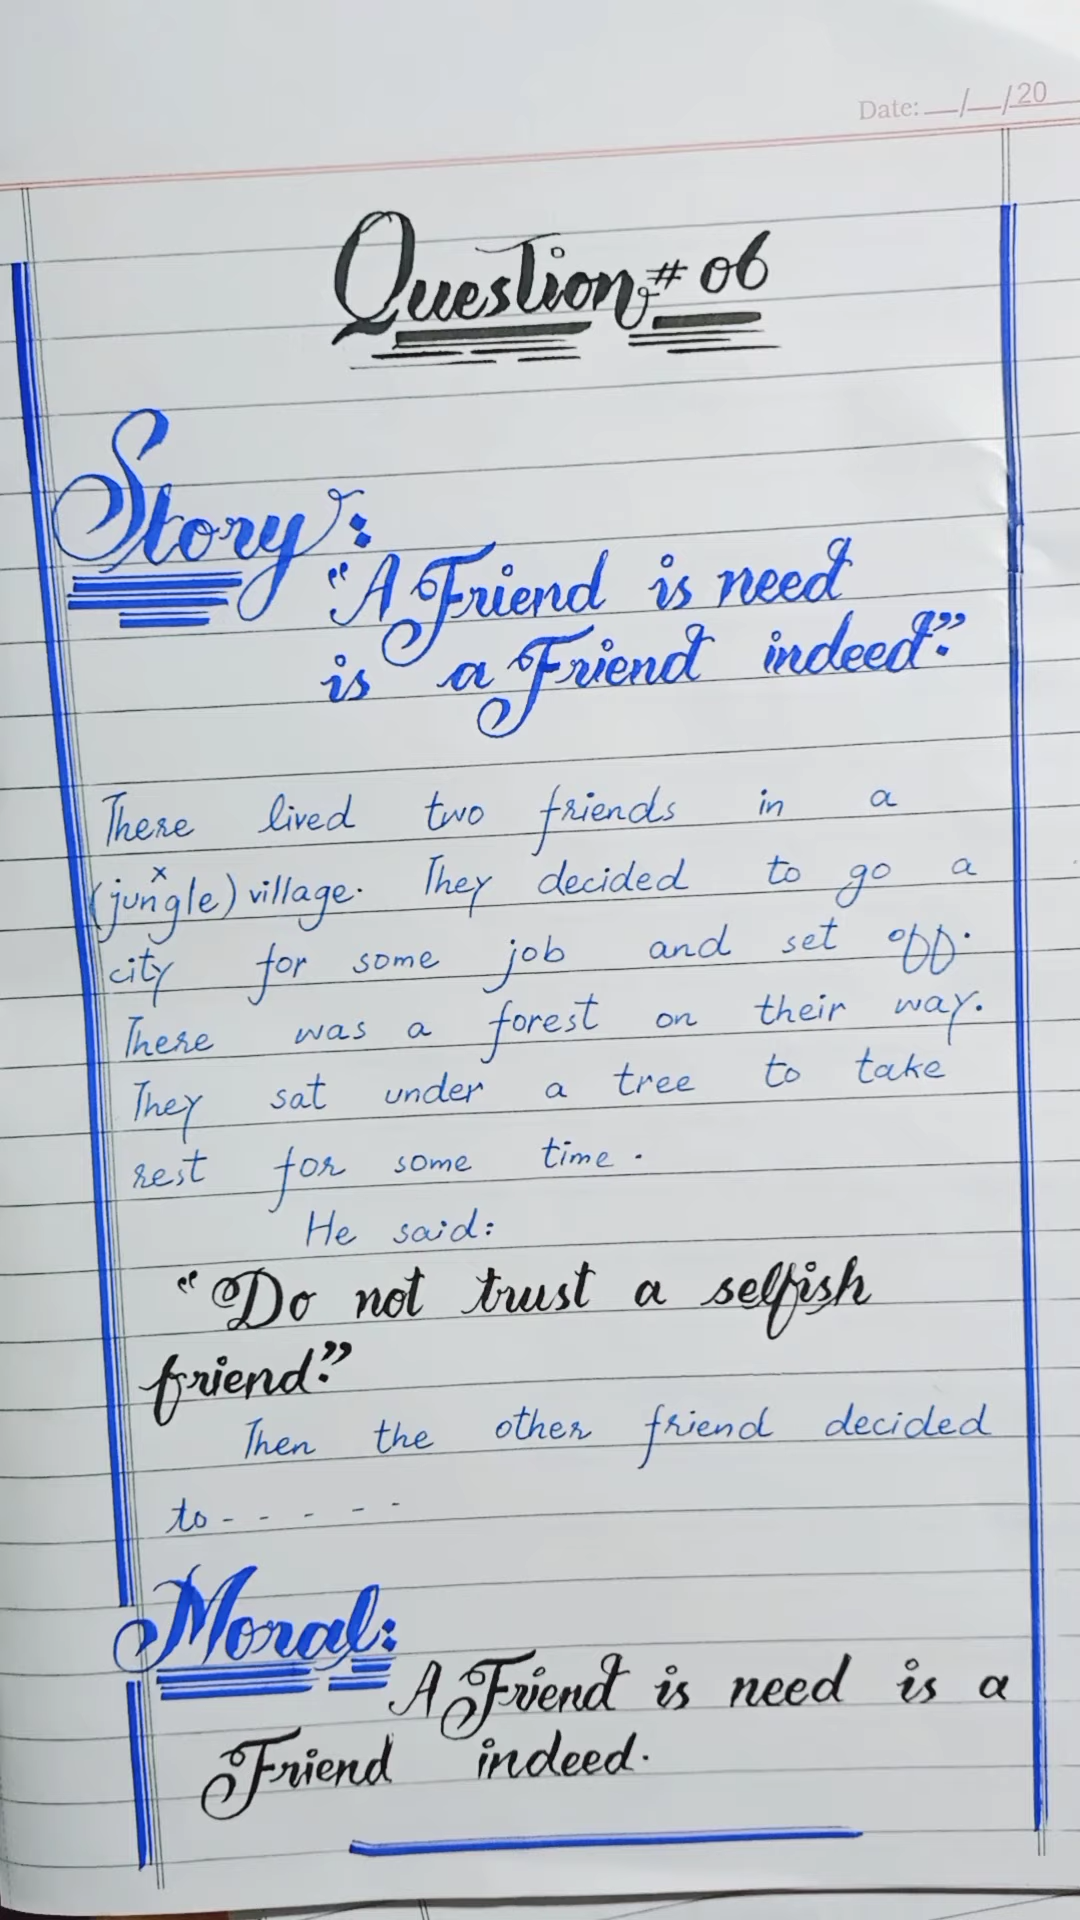 Date: __/__/20
Question # 06
Story:
"A Friend is need
is a Friend indeed".
There lived two friends in a
(jungle) village. They decided to go a
city for some job and set off.
There was a forest on their way.
They sat under a tree to take
rest for some time.
He said:
"Do not trust a selfish
friend."
Then the other friend decided
to - - - - -
Moral:
A Friend is need is a
Friend indeed.